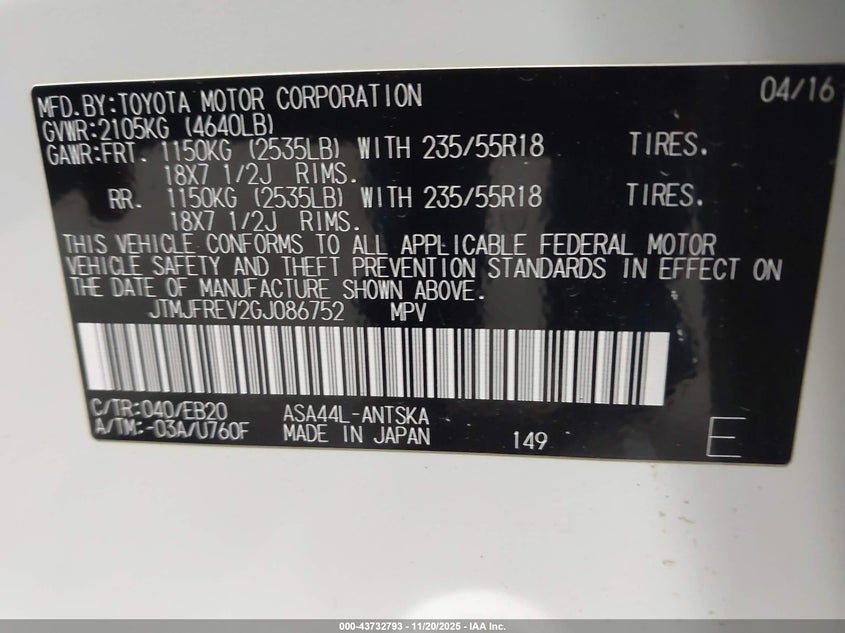 MFD.BY:TOYOTA MOTOR CORPORATION 04/16
GVWR:2105KG (4640LB)
GAWR:FRT. 1150KG (2535LB) WITH 235/55R18 TIRES.
18X7 1/2J RIMS.
RR. 1150KG (2535LB) WITH 235/55R18 TIRES.
18X7 1/2J RIMS.
THIS VEHICLE CONFORMS TO ALL APPLICABLE FEDERAL MOTOR
VEHICLE SAFETY AND THEFT PREVENTION STANDARDS IN EFFECT ON
THE DATE OF MANUFACTURE SHOWN ABOVE.
JTMJFREV2GJ086752 MPV
C/TR:040/EB20 ASA44L-ANTSKA
A/TM:-03A/U760F MADE IN JAPAN 149 E
000-43732793 - 11/20/2025 - IAA Inc.